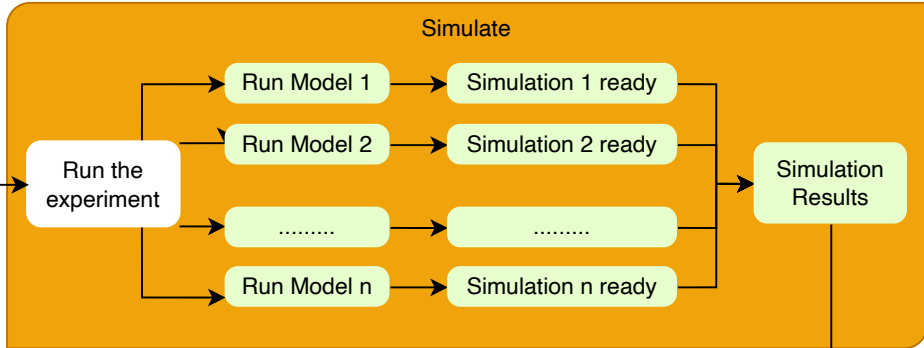 Simulate
Run Model 1
Simulation 1 ready
Run Model 2
Simulation 2 ready
Run the
experiment
Simulation
Results
.........
.........
Run Model n
Simulation n ready